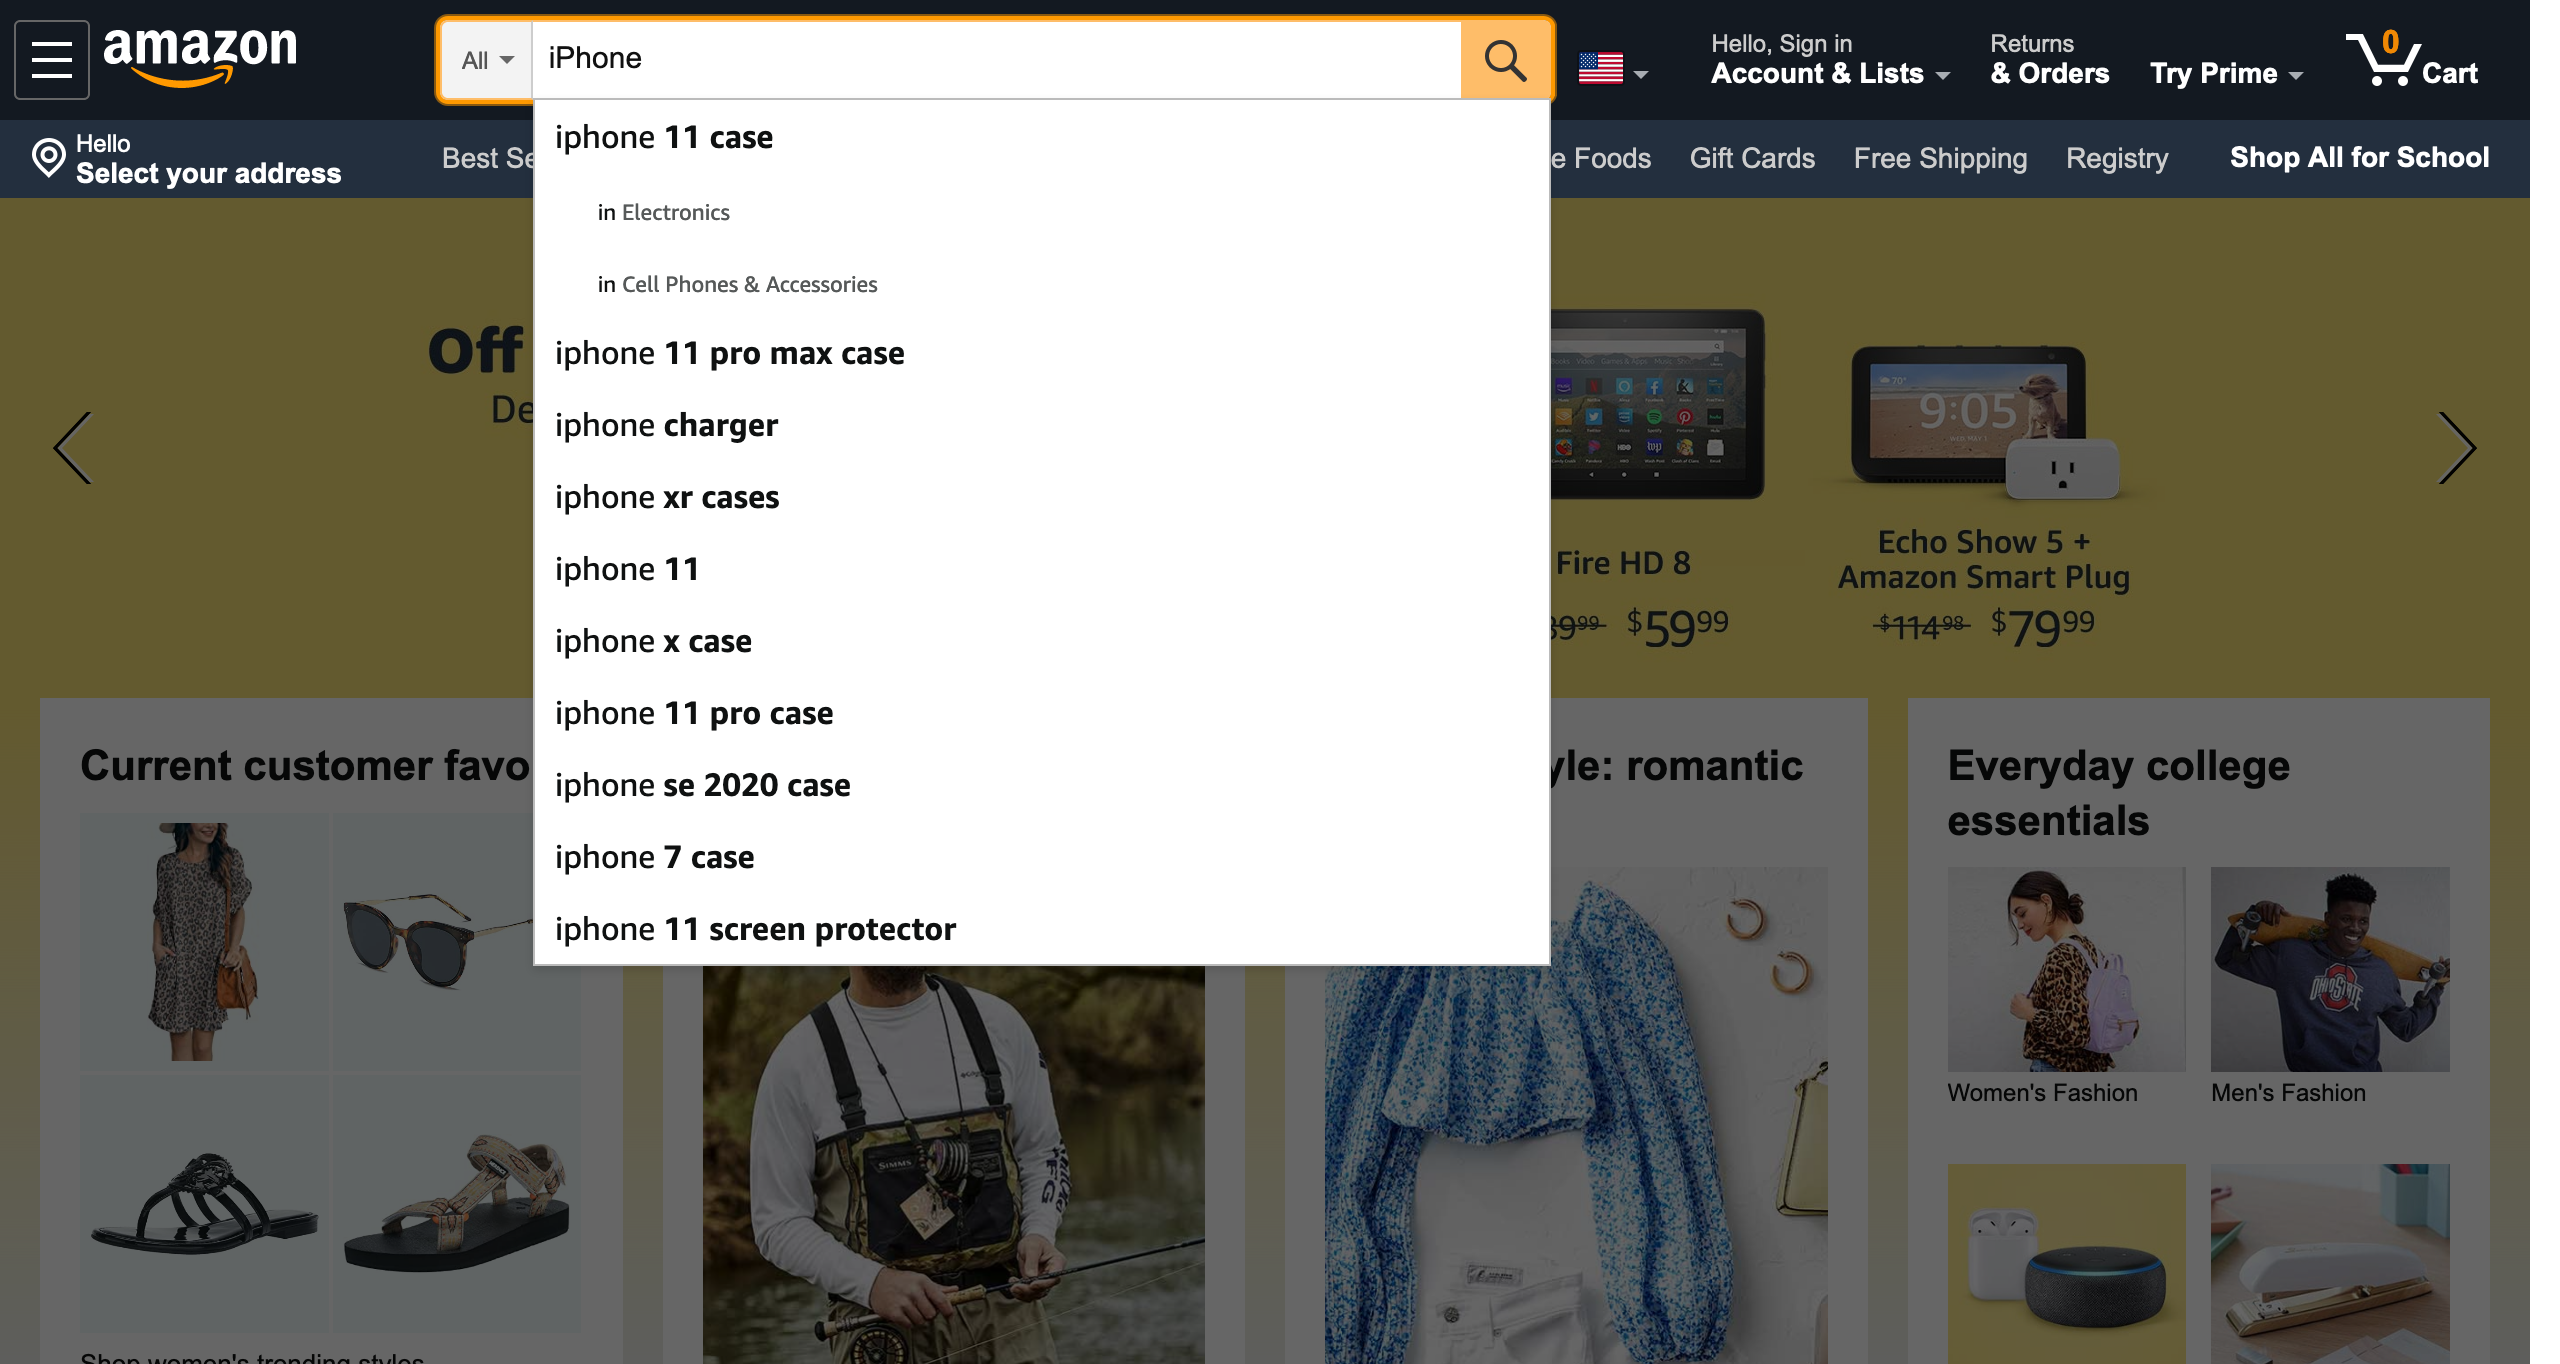 amazon
All
iPhone
Hello, Sign in
Account & Lists
Returns
& Orders
Try Prime
0
Cart
Hello
Select your address
Best Se
e Foods
Gift Cards
Free Shipping
Registry
Shop All for School
iphone 11 case
in Electronics
in Cell Phones & Accessories
iphone 11 pro max case
iphone charger
iphone xr cases
iphone 11
iphone x case
iphone 11 pro case
iphone se 2020 case
iphone 7 case
iphone 11 screen protector
Off
De
70°
9:05
Fire HD 8
$59.99
Echo Show 5 +
Amazon Smart Plug
$114.98 $79.99
Current customer favo
yle: romantic
Everyday college
essentials
SIMMS
OHIO STATE
Women's Fashion
Men's Fashion
Shop women's trending styles